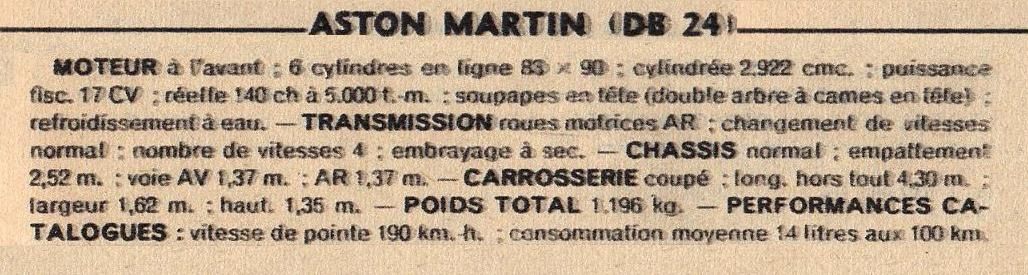 ASTON MARTIN (DB 24)
MOTEUR à l'avant ; 6 cylindres en ligne 83 × 90 ; cylindrée 2.922 cmc. ; puissance
fisc. 17 CV ; réelle 140 ch à 5.000 t.-m. ; soupapes en tête (double arbre à cames en tête) ;
refroidissement à eau. — TRANSMISSION roues motrices AR ; changement de vitesses
normal ; nombre de vitesses 4 ; embrayage à sec. — CHASSIS normal ; empattement
2,52 m. ; voie AV 1,37 m. ; AR 1,37 m. — CARROSSERIE coupé ; long. hors tout 4,30 m. ;
largeur 1,62 m. ; haut. 1,35 m. — POIDS TOTAL 1.196 kg. — PERFORMANCES CA-
TALOGUES : vitesse de pointe 190 km.-h. ; consommation moyenne 14 litres aux 100 km.